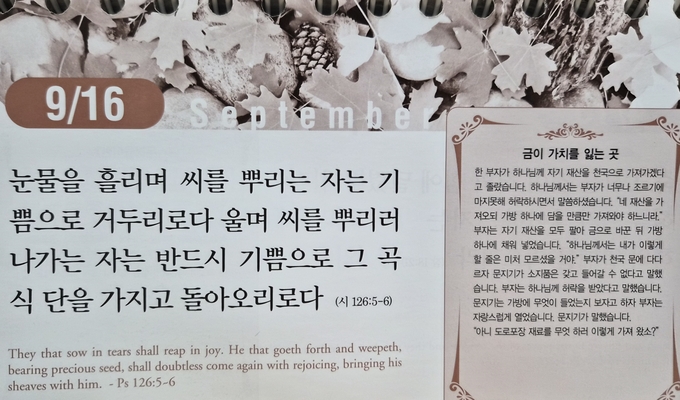 9/16
September
눈물을 흘리며 씨를 뿌리는 자는 기
쁨으로 거두리로다 울며 씨를 뿌리러
나가는 자는 반드시 기쁨으로 그 곡
식 단을 가지고 돌아오리로다 (시 126:5-6)
They that sow in tears shall reap in joy. He that goeth forth and weepeth,
bearing precious seed, shall doubtless come again with rejoicing, bringing his
sheaves with him. - Ps 126:5-6
금이 가치를 잃는 곳
한 부자가 하나님께 자기 재산을 천국으로 가져가겠다
고 졸랐습니다. 하나님께서는 부자가 너무나 조르기에
마지못해 허락하시면서 말씀하셨습니다. “네 재산을 가
져오되 가방 하나에 담을 만큼만 가져와야 하느니라.”
부자는 자기 재산을 모두 팔아 금으로 바꾼 뒤 가방
하나에 채워 넣었습니다. “하나님께서는 내가 이렇게
할 줄은 미처 모르셨을 거야.” 부자가 천국 문에 다다
르자 문지기가 소지품은 갖고 들어갈 수 없다고 말했
습니다. 부자는 하나님께 허락을 받았다고 말했습니다.
문지기는 가방에 무엇이 들었는지 보자고 하자 부자는
자랑스럽게 열었습니다. 문지기가 말했습니다.
“아니 도로포장 재료를 무엇 하러 이렇게 가져 왔소?”